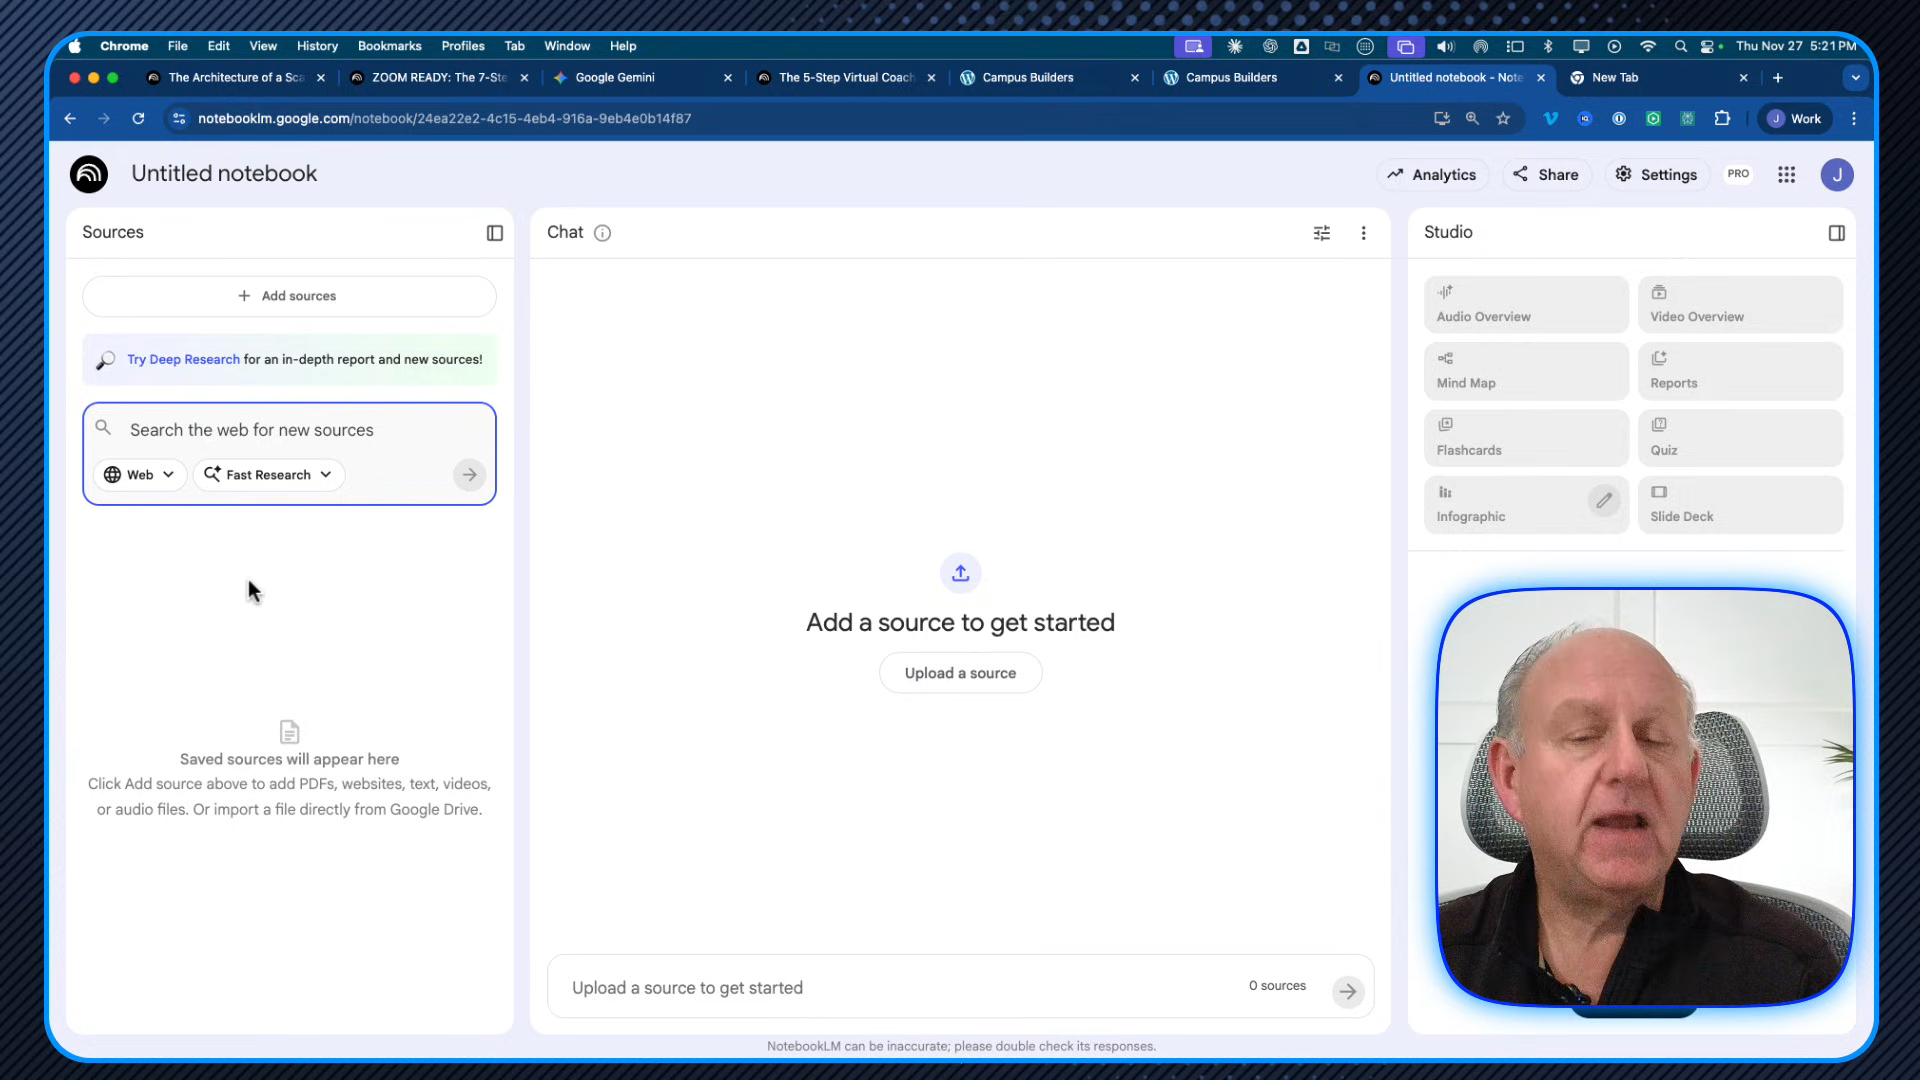 Chrome File Edit View History Bookmarks Profiles Tab Window Help Thu Nov 27 5:21 PM
The Architecture of a Sca
ZOOM READY: The 7-Ste
Google Gemini
The 5-Step Virtual Coach
Campus Builders
Campus Builders
Untitled notebook - Note
New Tab
notebooklm.google.com/notebook/24ea22e2-4c15-4eb4-916a-9eb4e0b14f87
J Work
Untitled notebook
Analytics
Share
Settings
PRO
J
Sources
+ Add sources
Try Deep Research for an in-depth report and new sources!
Search the web for new sources
Web
Fast Research
Saved sources will appear here
Click Add source above to add PDFs, websites, text, videos,
or audio files. Or import a file directly from Google Drive.
Chat
Add a source to get started
Upload a source
Upload a source to get started
0 sources
NotebookLM can be inaccurate; please double check its responses.
Studio
Audio Overview
Video Overview
Mind Map
Reports
Flashcards
Quiz
Infographic
Slide Deck